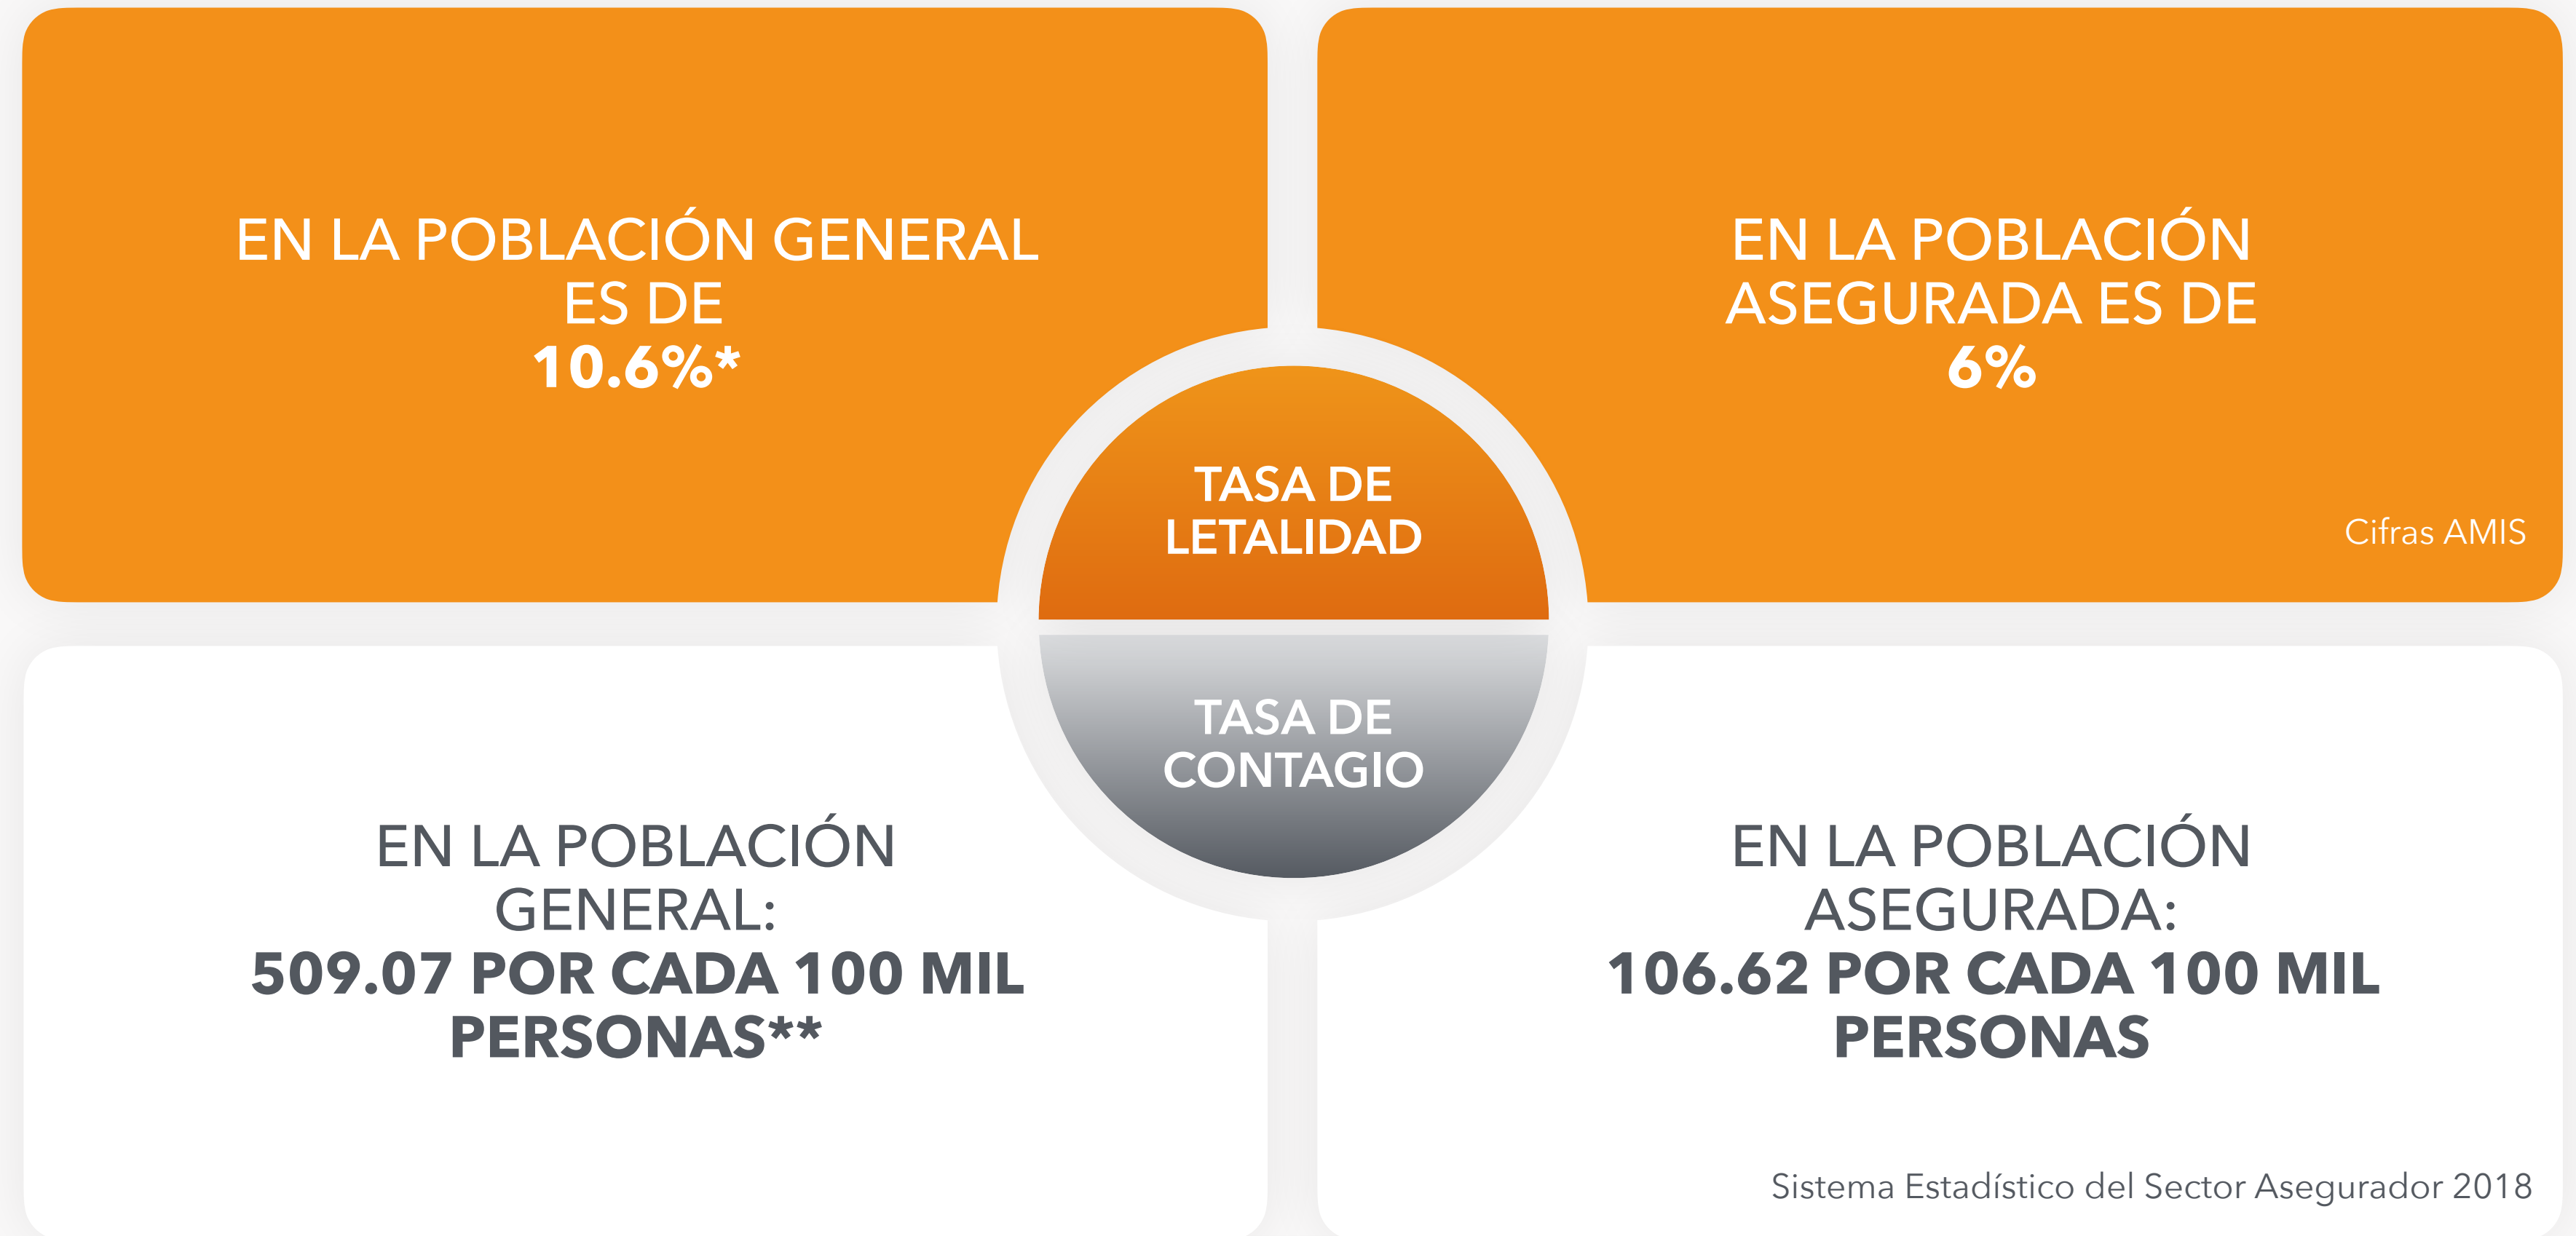 EN LA POBLACIÓN GENERAL
ES DE
10.6%*
EN LA POBLACIÓN
ASEGURADA ES DE
6%
Cifras AMIS
TASA DE
LETALIDAD
TASA DE
CONTAGIO
EN LA POBLACIÓN
GENERAL:
509.07 POR CADA 100 MIL
PERSONAS**
EN LA POBLACIÓN
ASEGURADA:
106.62 POR CADA 100 MIL
PERSONAS
Sistema Estadístico del Sector Asegurador 2018